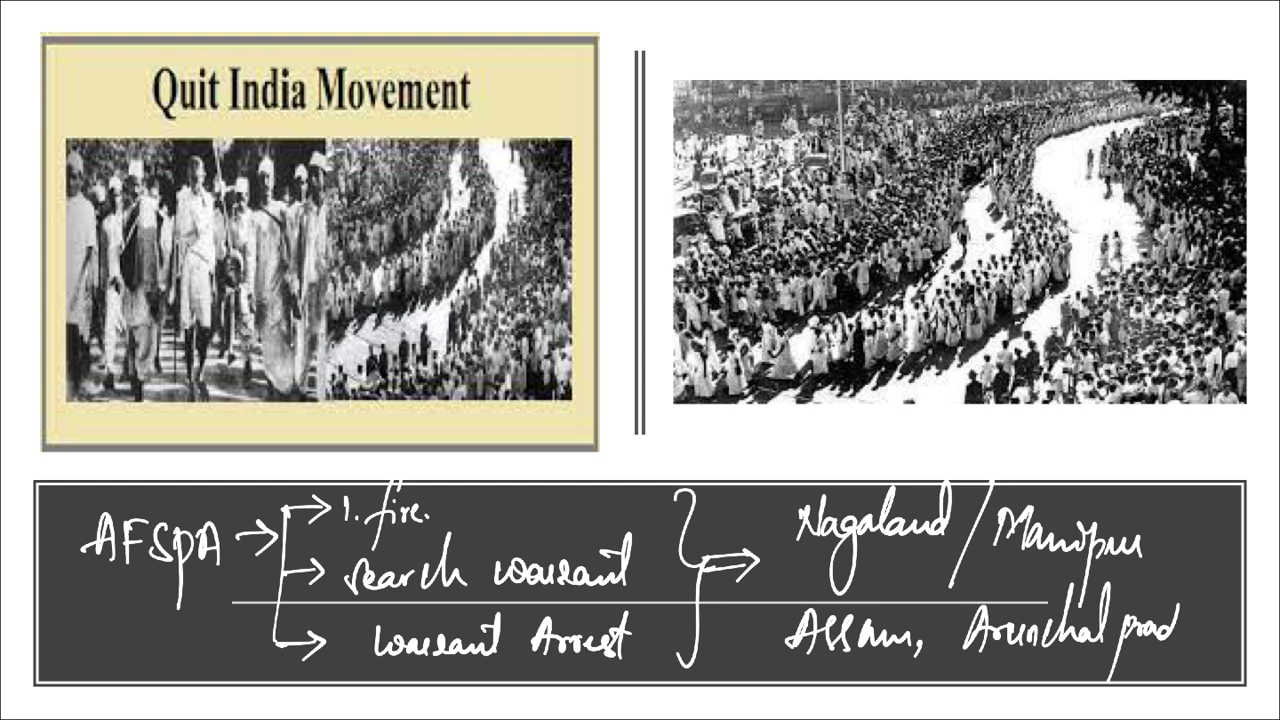 Quit India Movement
AFSPA → 1. fire.
→ search warrant
→ warrant Arrest
Nagaland / Manipur
Assam, Arunchal prad